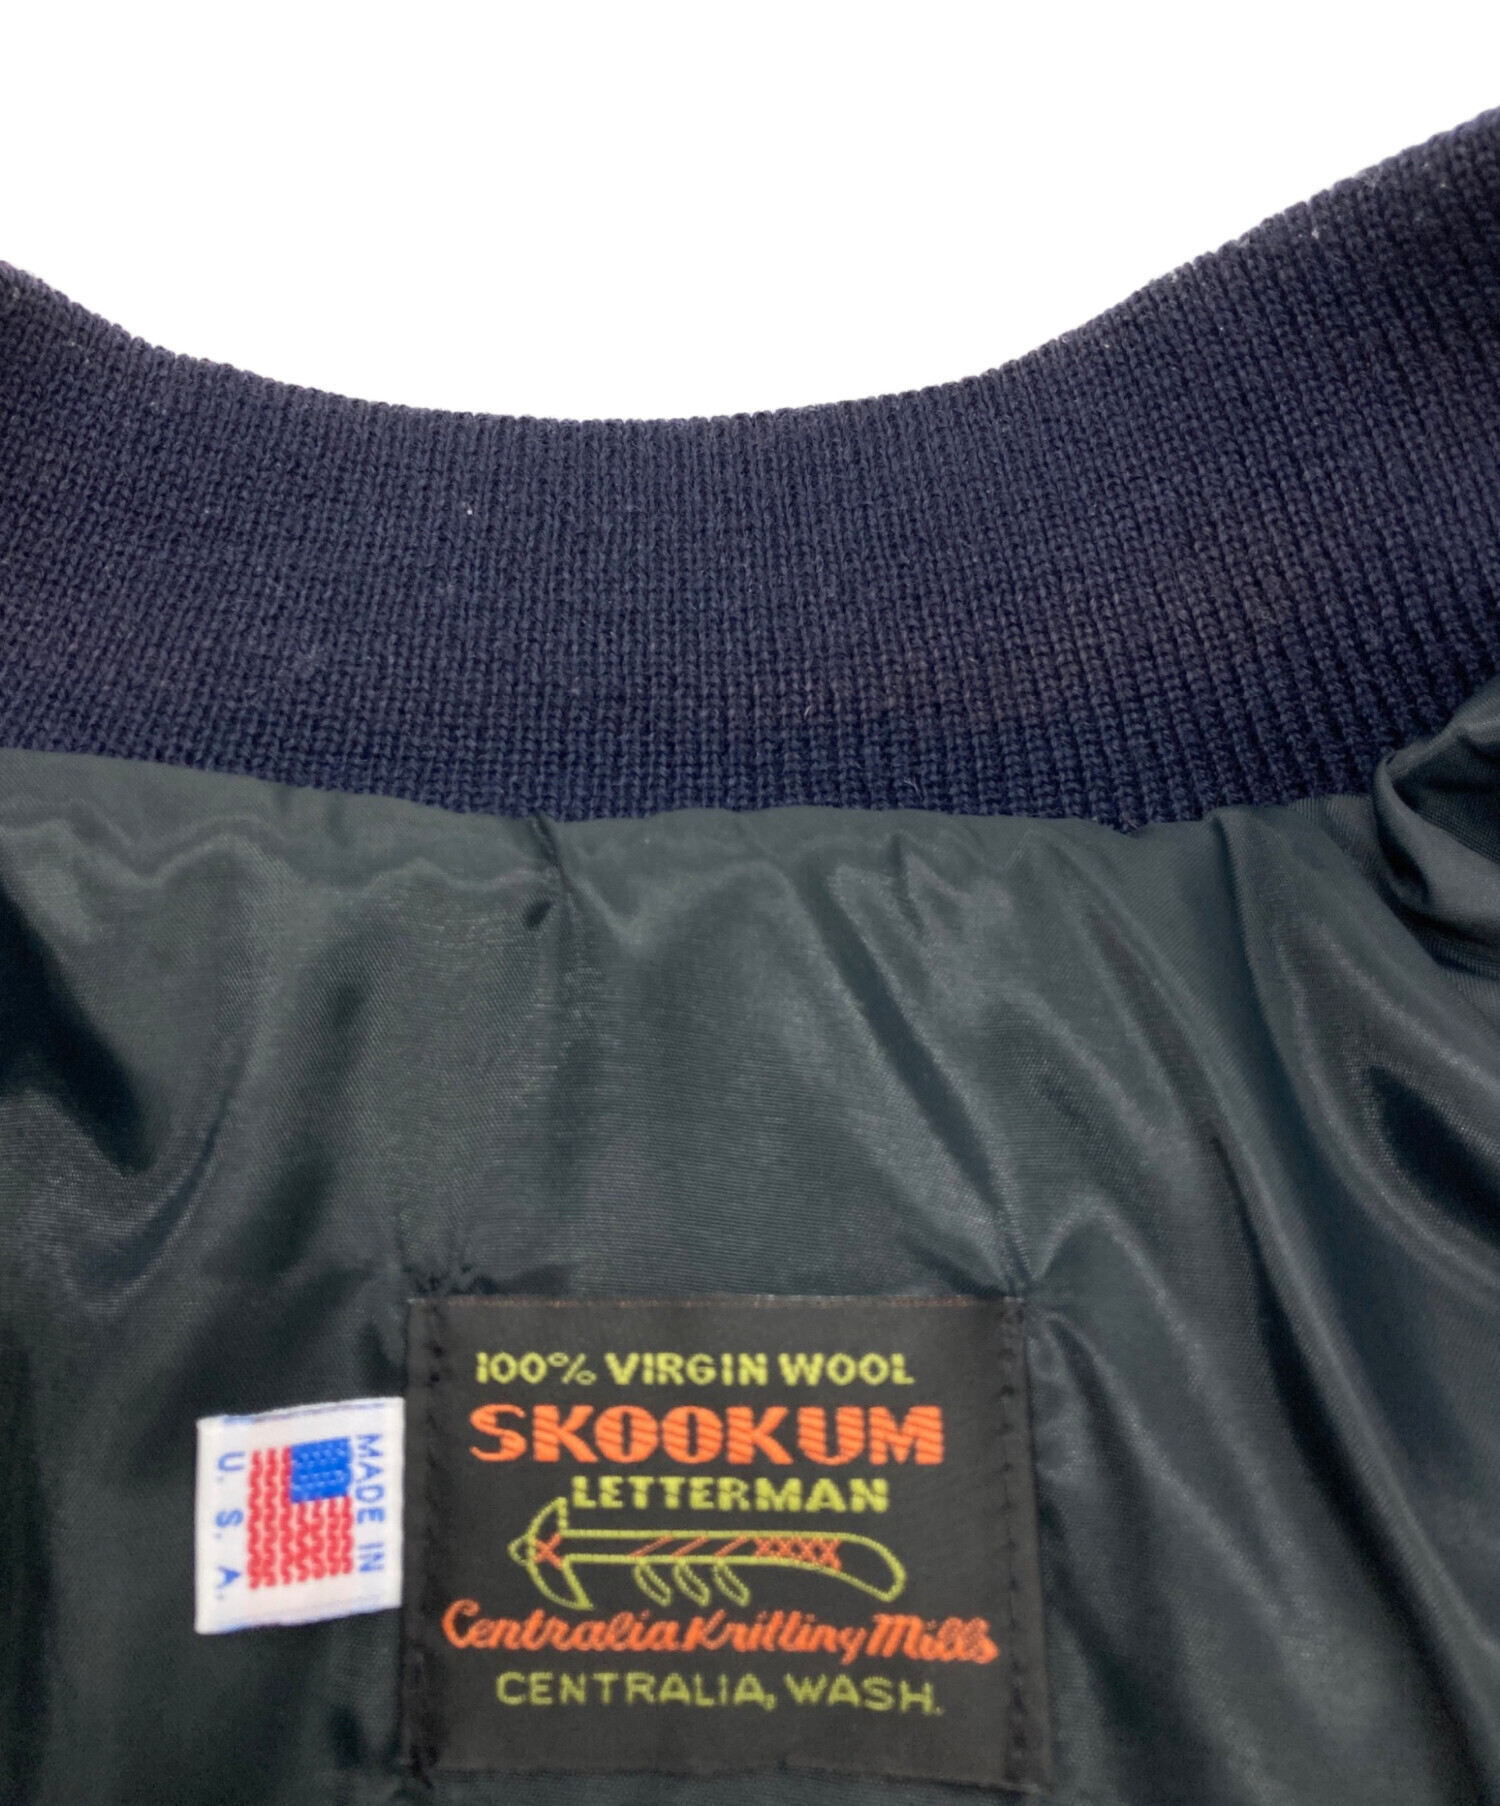 100% VIRGIN WOOL
SKOOKUM
LETTERMAN
Centralia Knitting Mills
CENTRALIA, WASH.
MADE IN
U. S. A.